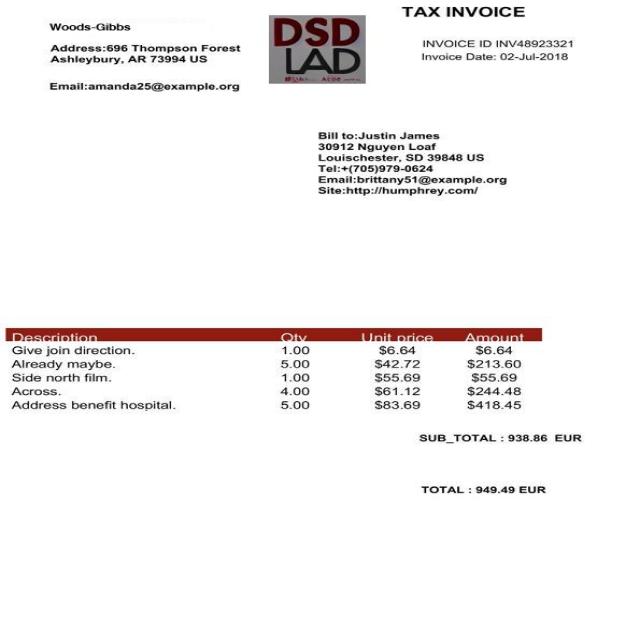 TAX INVOICE
Woods-Gibbs
Address:696 Thompson Forest
Ashleybury, AR 73994 US
Email:amanda25@example.org
DSD
LAD
INVOICE ID INV48923321
Invoice Date: 02-Jul-2018
Bill to:Justin James
30912 Nguyen Loaf
Louischester, SD 39848 US
Tel:+(705)979-0624
Email:brittany51@example.org
Site:http://humphrey.com/
Description Qty Unit price Amount
Give join direction. 1.00 $6.64 $6.64
Already maybe. 5.00 $42.72 $213.60
Side north film. 1.00 $55.69 $55.69
Across. 4.00 $61.12 $244.48
Address benefit hospital. 5.00 $83.69 $418.45
SUB_TOTAL : 938.86 EUR
TOTAL : 949.49 EUR